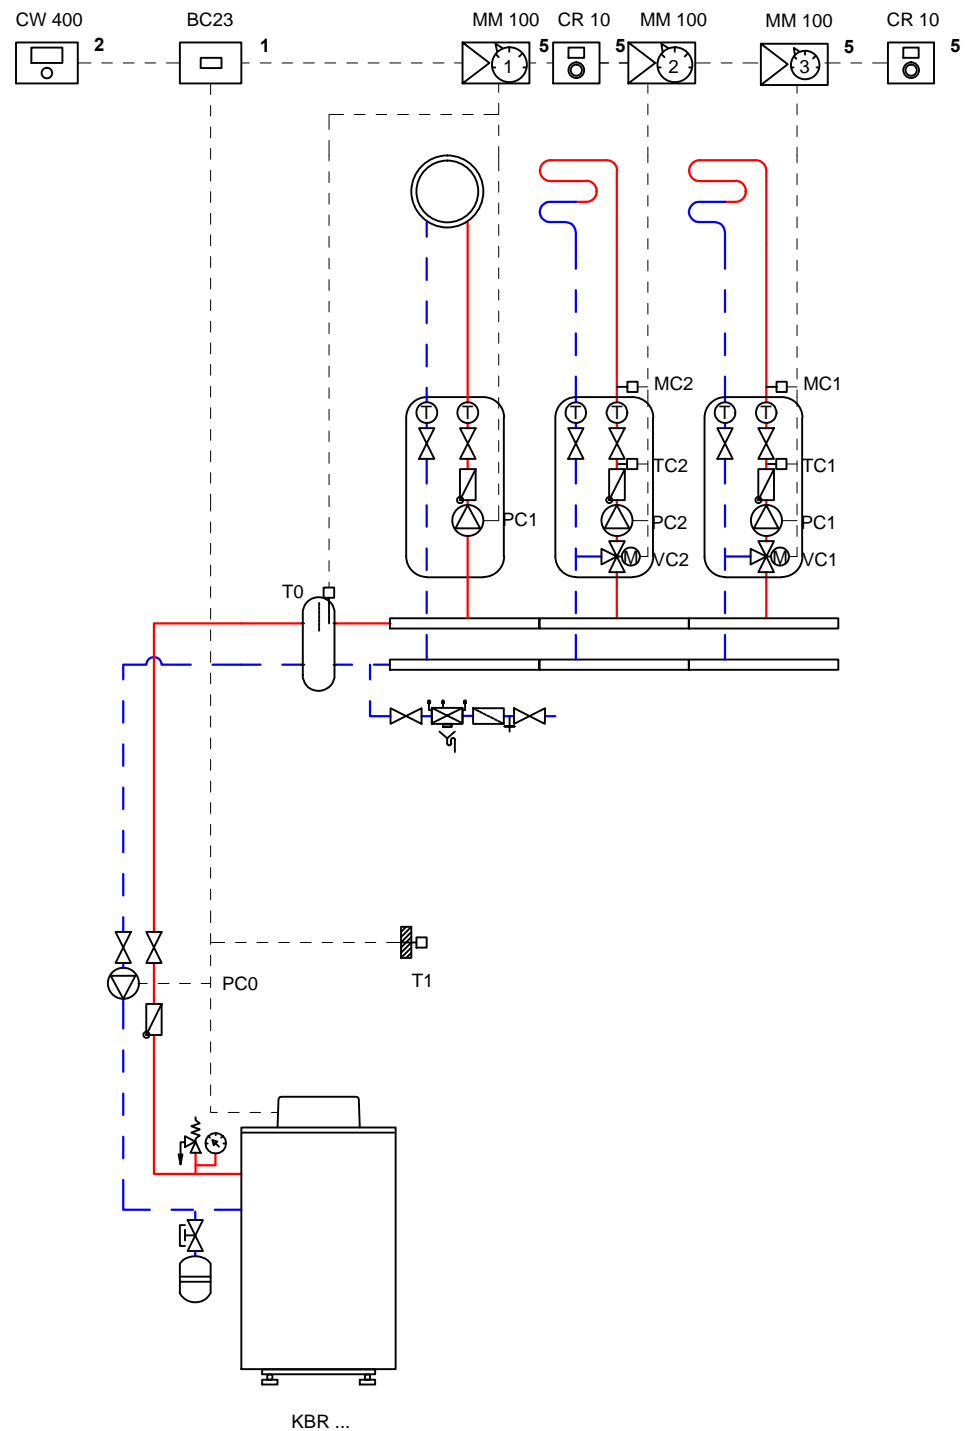 CW 400 BC23 MM 100 CR 10 MM 100 MM 100 CR 10
2 1 5 5 5 5
1 2 3
MC2 MC1
T T T T T T
TC2 TC1
PC1 PC2 PC1
M VC2 M VC1
T0
T1
PC0
KBR ...